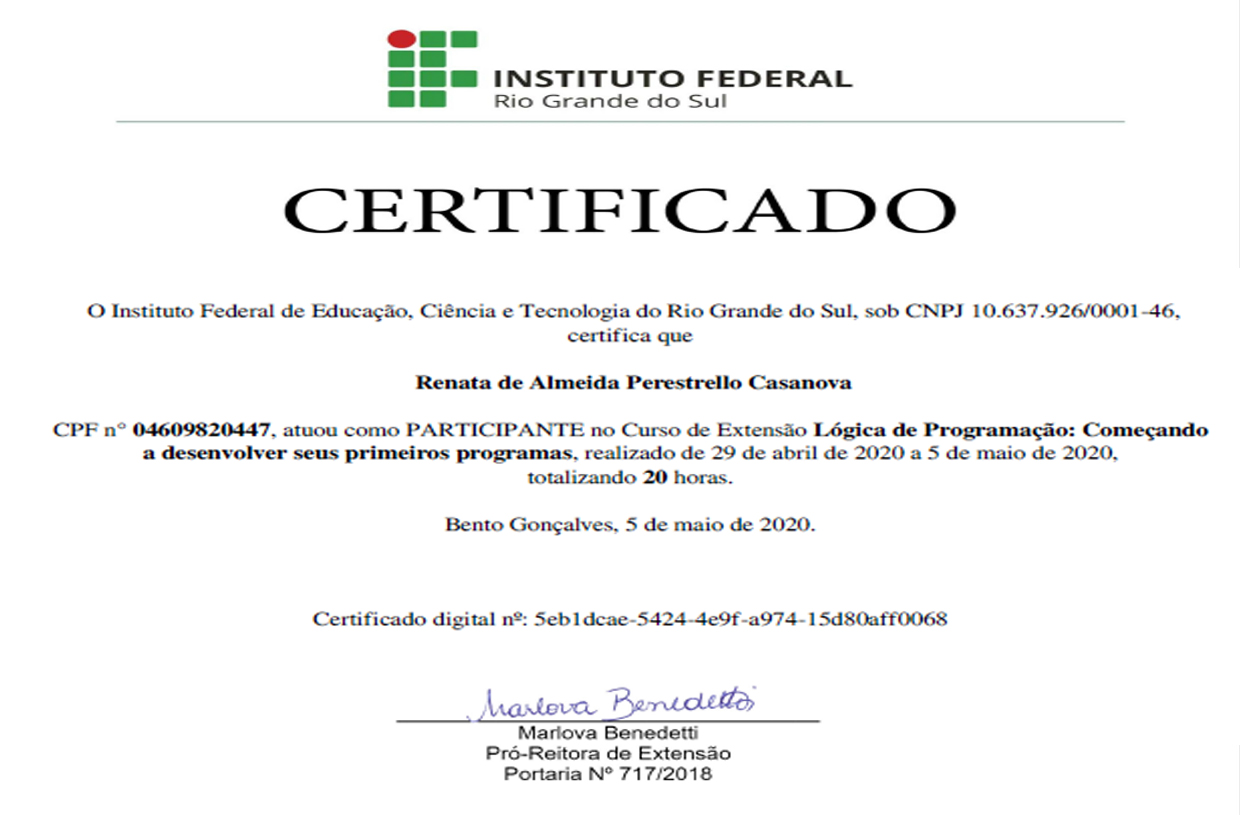 INSTITUTO FEDERAL
Rio Grande do Sul
CERTIFICADO
O Instituto Federal de Educação, Ciência e Tecnologia do Rio Grande do Sul, sob CNPJ 10.637.926/0001-46,
certifica que
Renata de Almeida Perestrello Casanova
CPF n° 04609820447, atuou como PARTICIPANTE no Curso de Extensão Lógica de Programação: Começando
a desenvolver seus primeiros programas, realizado de 29 de abril de 2020 a 5 de maio de 2020,
totalizando 20 horas.
Bento Gonçalves, 5 de maio de 2020.
Certificado digital nº: 5eb1dcae-5424-4e9f-a974-15d80aff0068
Marlova Benedetti
Marlova Benedetti
Pró-Reitora de Extensão
Portaria Nº 717/2018